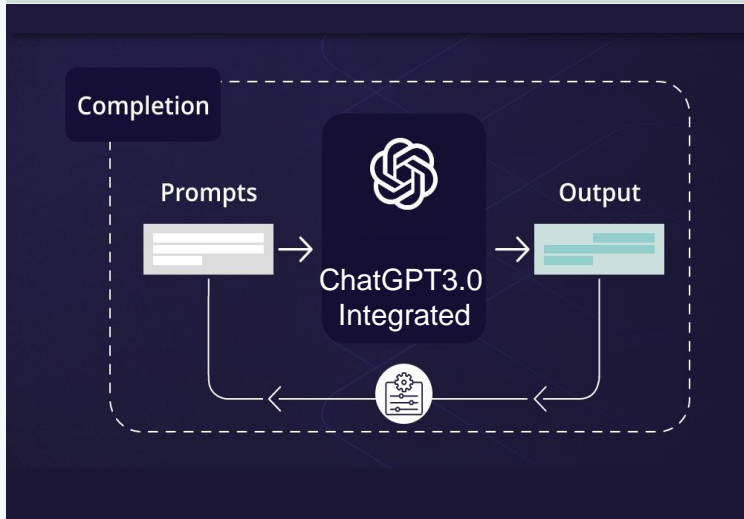 Completion
Prompts
Output
ChatGPT3.0
Integrated